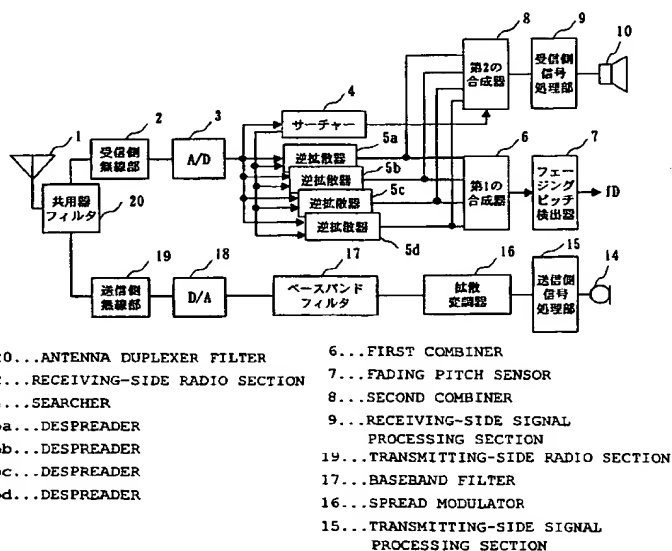 8
9
10
第2の
合成器
受信側
信号
処理部
4
サーチャー
1
2
3
受信側
無線部
A/D
5a
逆拡散器
5b
逆拡散器
5c
逆拡散器
5d
逆拡散器
6
第1の
合成器
7
フェー
ジング
ピッチ
検出器
fD
共用器
フィルタ
20
19
送信側
無線部
18
D/A
17
ベースバンド
フィルタ
16
拡散
変調器
15
送信側
信号
処理部
14
0...ANTENNA DUPLEXER FILTER
...RECEIVING-SIDE RADIO SECTION
...SEARCHER
a...DESPREADER
b...DESPREADER
c...DESPREADER
d...DESPREADER
6...FIRST COMBINER
7...FADING PITCH SENSOR
8...SECOND COMBINER
9...RECEIVING-SIDE SIGNAL
PROCESSING SECTION
19...TRANSMITTING-SIDE RADIO SECTION
17...BASEBAND FILTER
16...SPREAD MODULATOR
15...TRANSMITTING-SIDE SIGNAL
PROCESSING SECTION